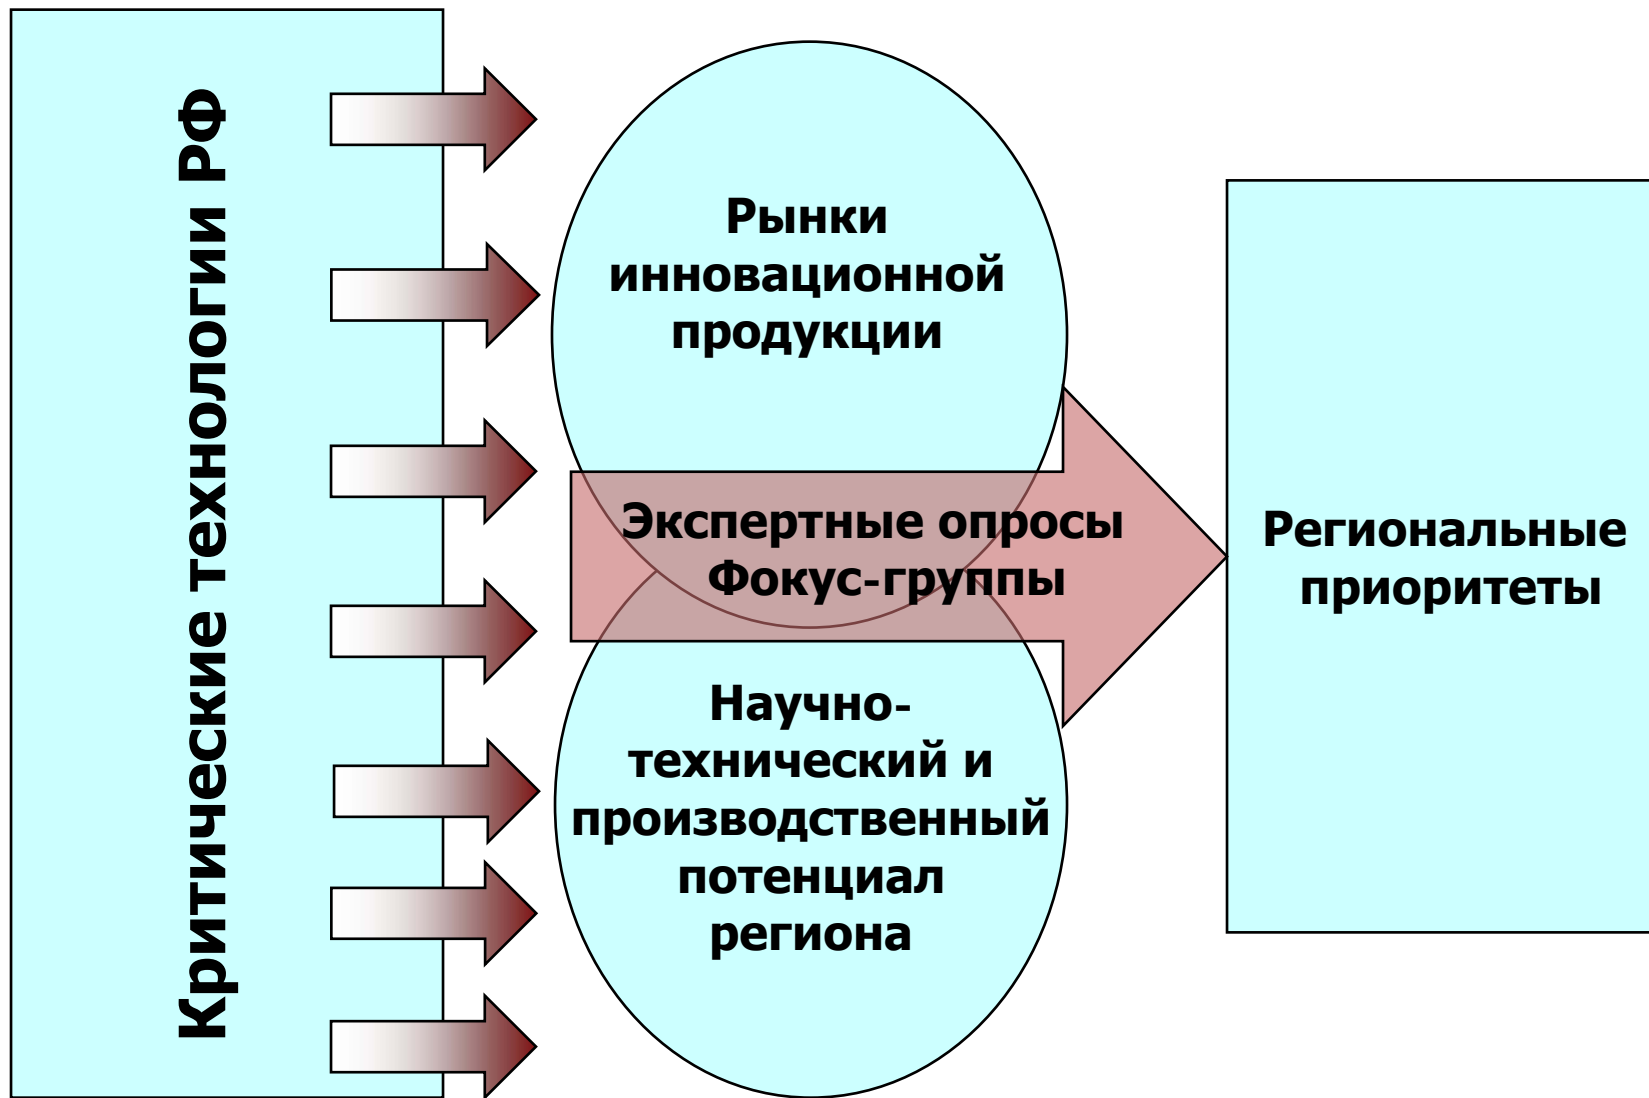 Критические технологии РФ
Рынки
инновационной
продукции
Экспертные опросы
Фокус-группы
Научно-
технический и
производственный
потенциал
региона
Региональные
приоритеты